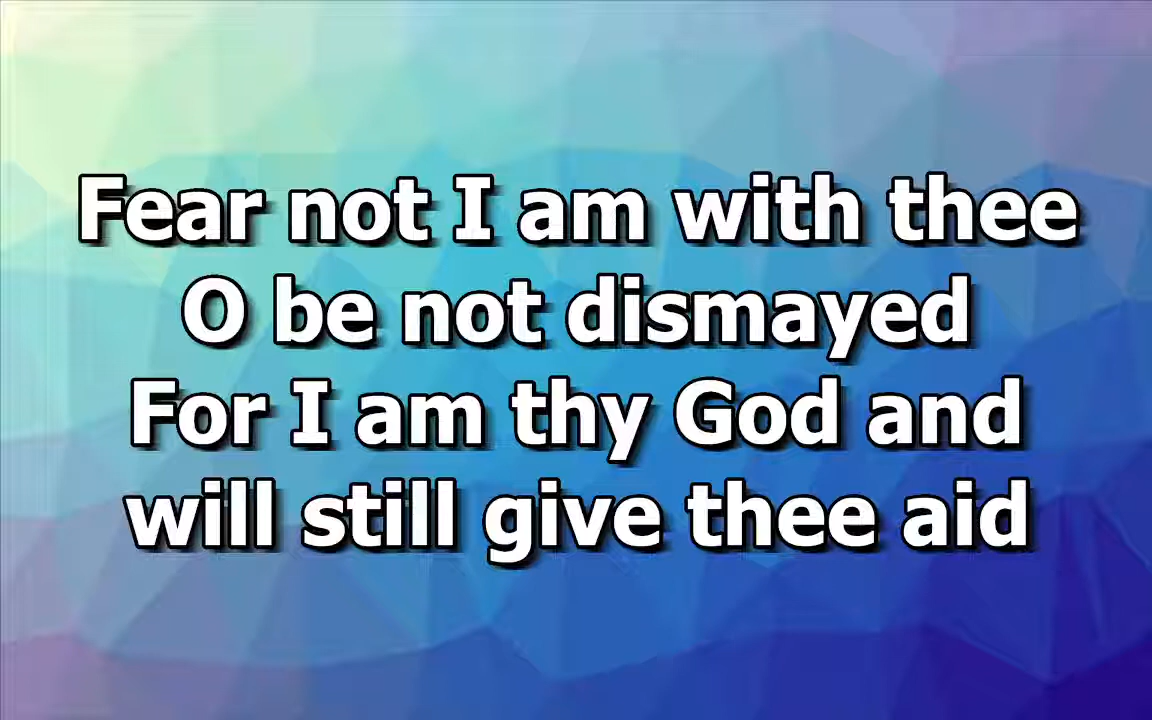 Fear not I am with thee
O be not dismayed
For I am thy God and
will still give thee aid